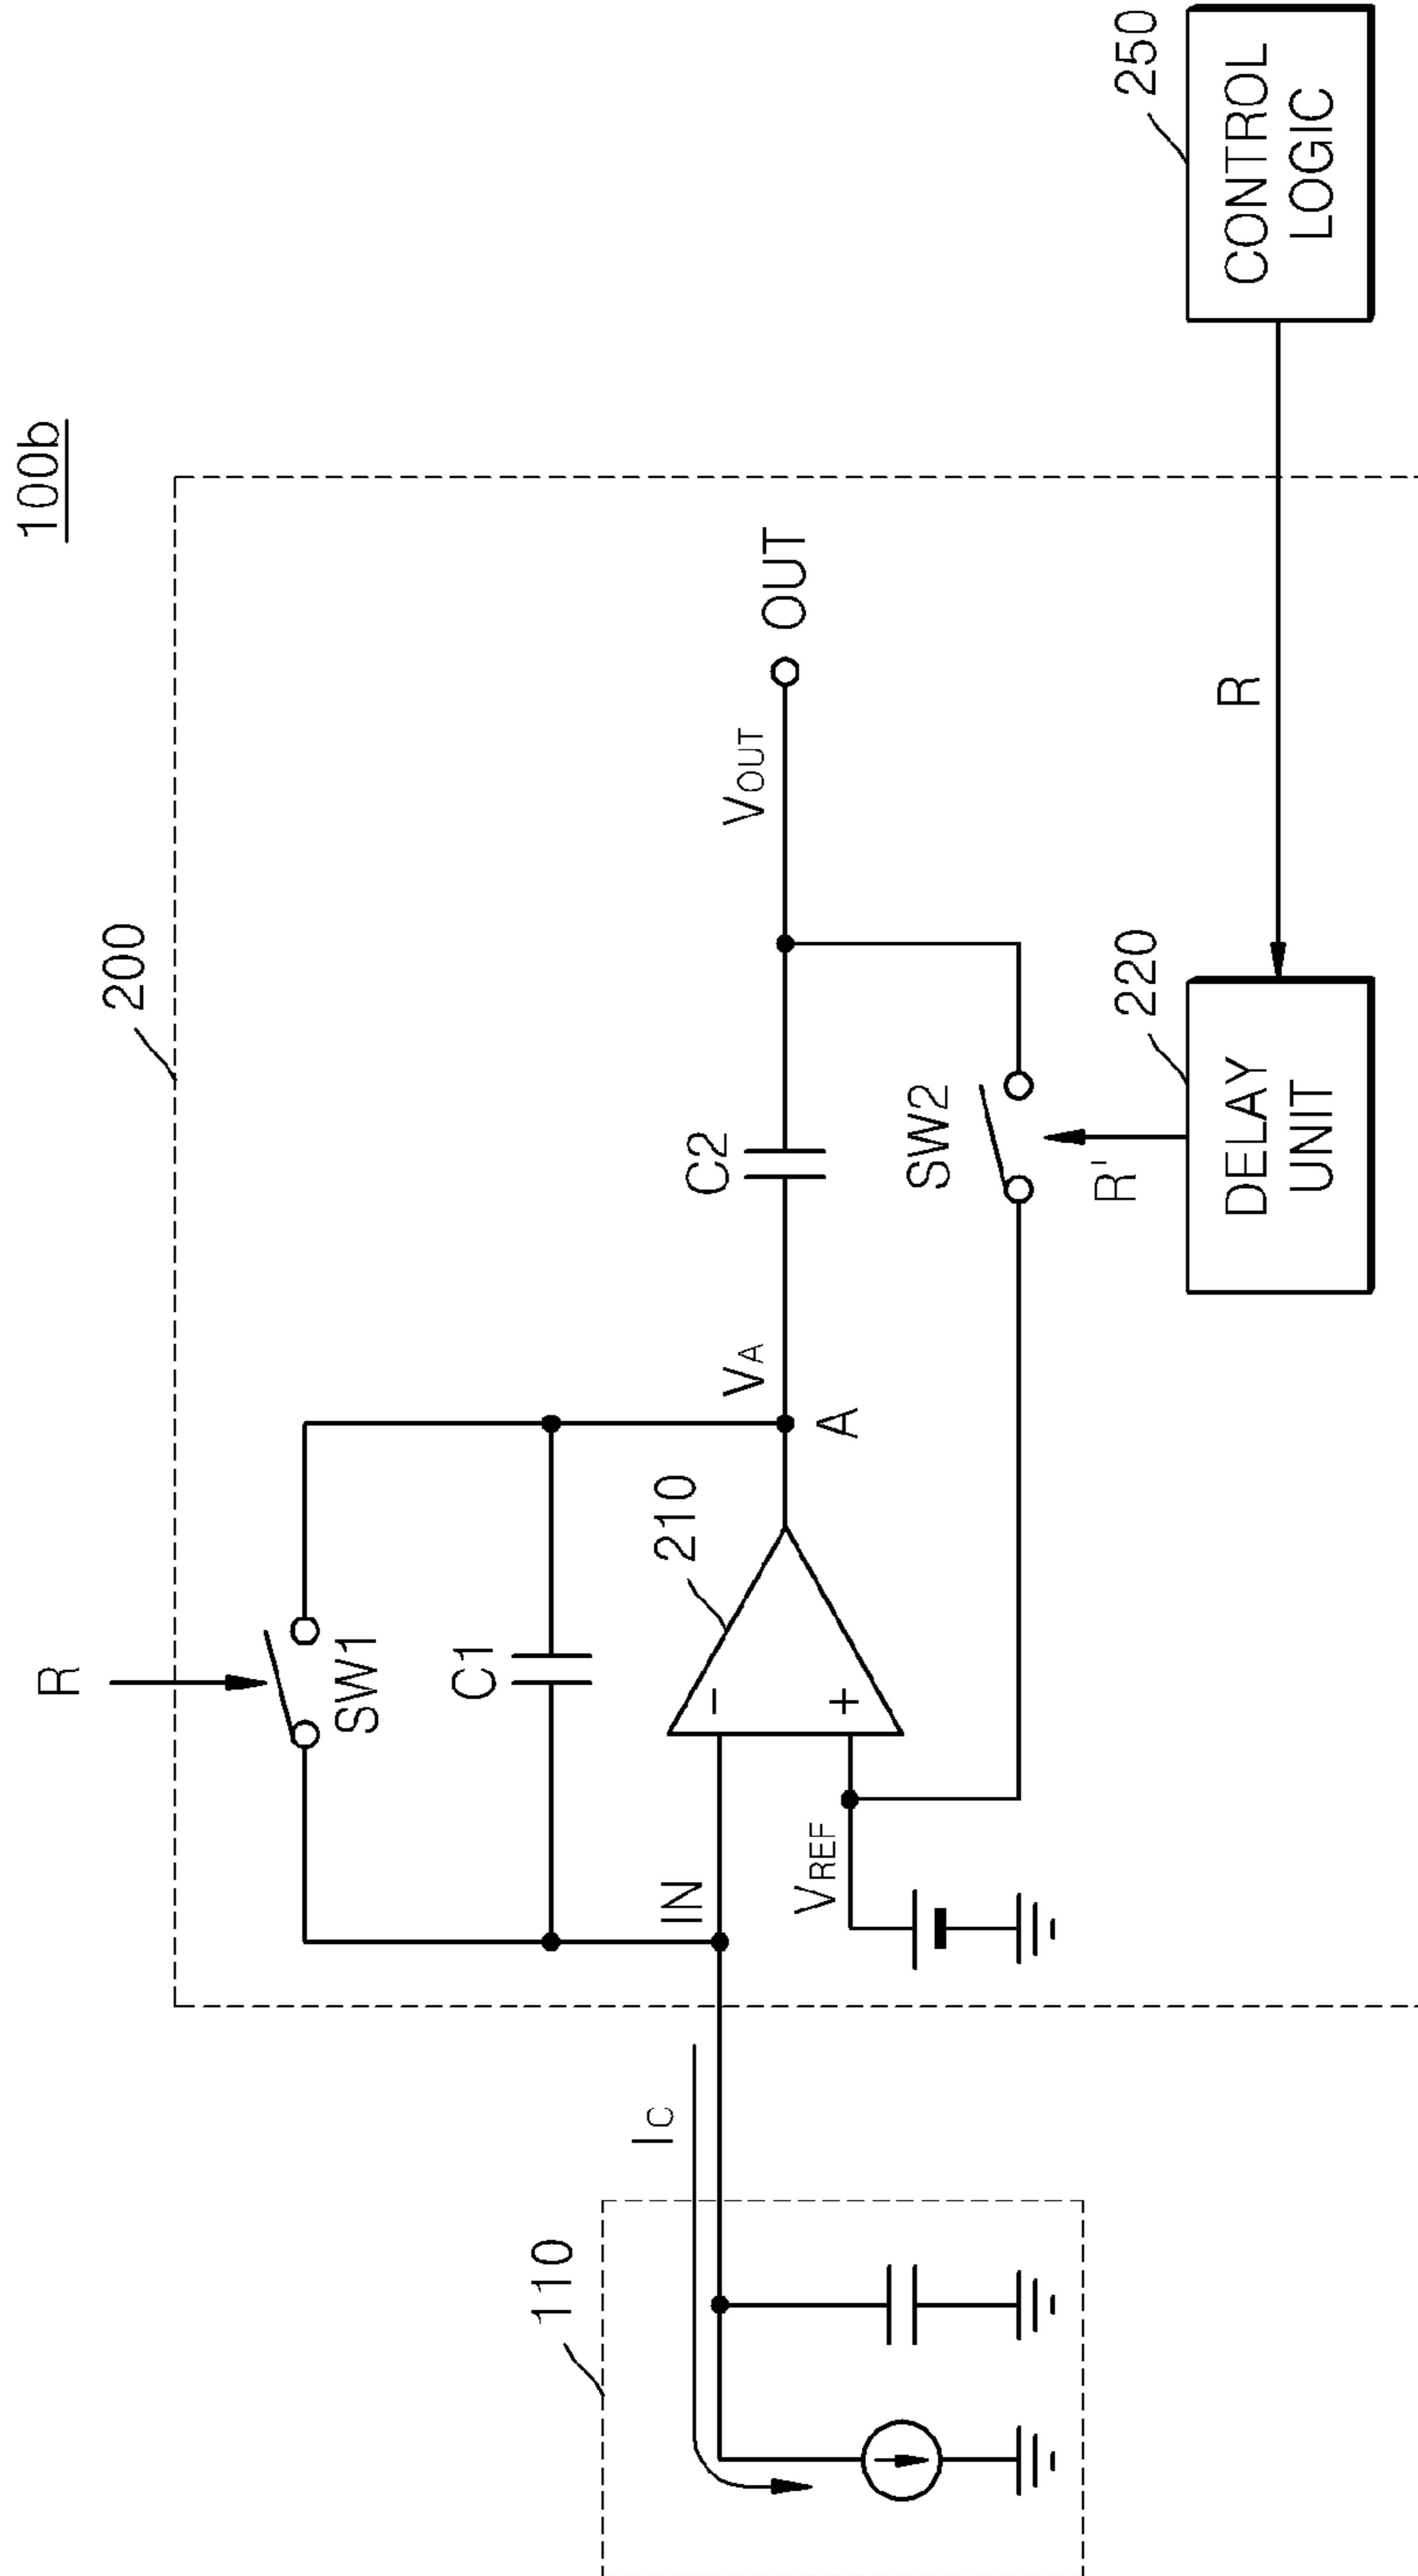 100b
200
R
SW1
C1
210
IN
-
+
VREF
VA
A
C2
VOUT
OUT
SW2
R'
110
IC
220
DELAY
UNIT
R
250
CONTROL
LOGIC